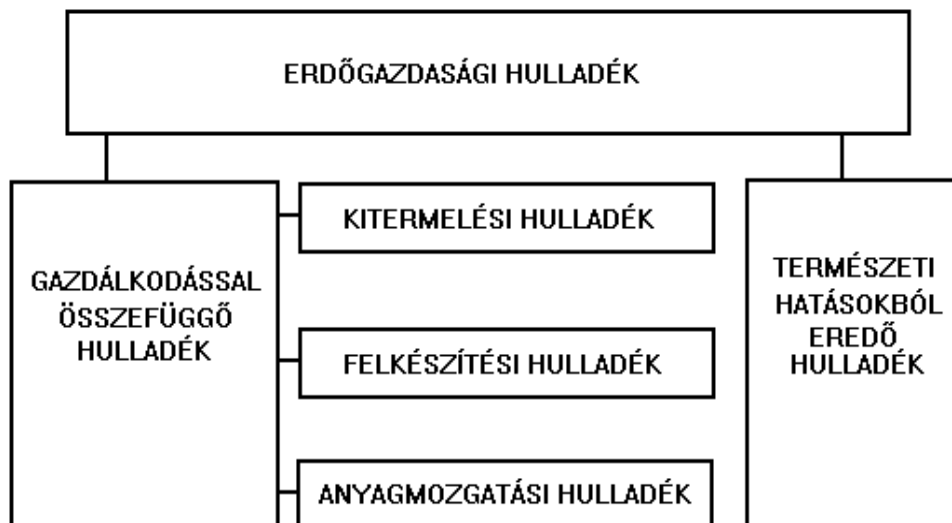 ERDŐGAZDASÁGI HULLADÉK
GAZDÁLKODÁSSAL
ÖSSZEFÜGGŐ
HULLADÉK
KITERMELÉSI HULLADÉK
FELKÉSZÍTÉSI HULLADÉK
ANYAGMOZGATÁSI HULLADÉK
TERMÉSZETI
HATÁSOKBÓL
EREDŐ
HULLADÉK